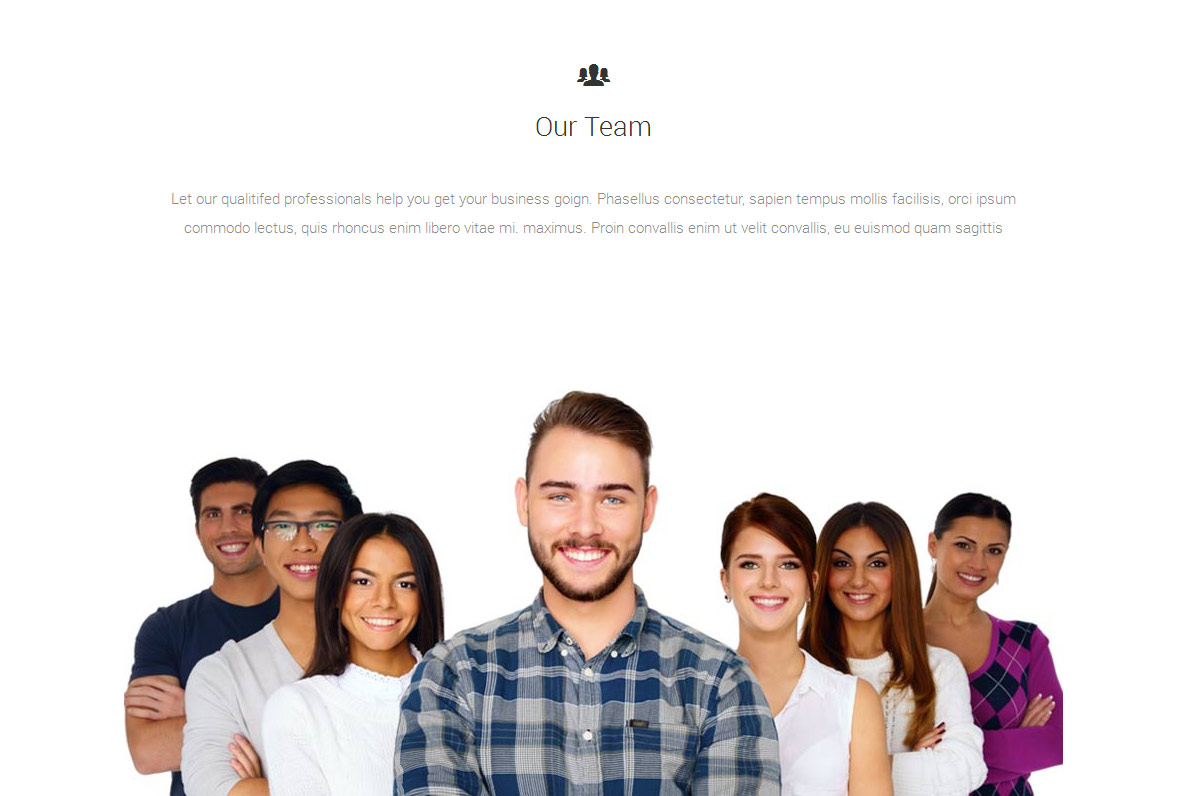 Our Team
Let our qualitifed professionals help you get your business goign. Phasellus consectetur, sapien tempus mollis facilisis, orci ipsum
commodo lectus, quis rhoncus enim libero vitae mi. maximus. Proin convallis enim ut velit convallis, eu euismod quam sagittis